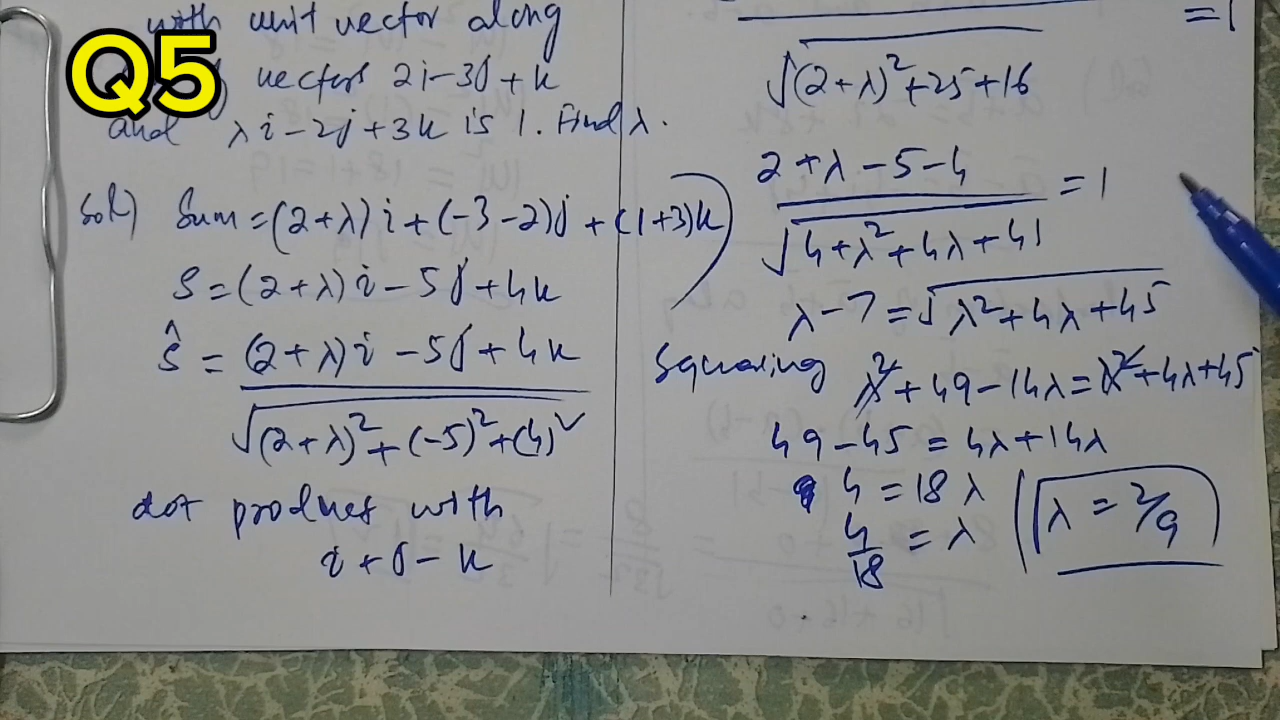 with unit vector along
Q5
vectors 2i-3j+k
and λi-2j+3k is 1. Find λ.
Sol) Sum=(2+λ)i+(-3-2)j+(1+3)k
S=(2+λ)i-5j+4k
ŝ = (2+λ)i-5j+4k
√(2+λ)²+(-5)²+(4)²
dot product with
i+j-k
=1
√(2+λ)²+25+16
2+λ-5-4
=1
√4+λ²+4λ+41
λ-7=√λ²+4λ+45
Squaring λ²+49-14λ=λ²+4λ+45
49-45=4λ+14λ
4=18λ
4/18=λ
λ=2/9